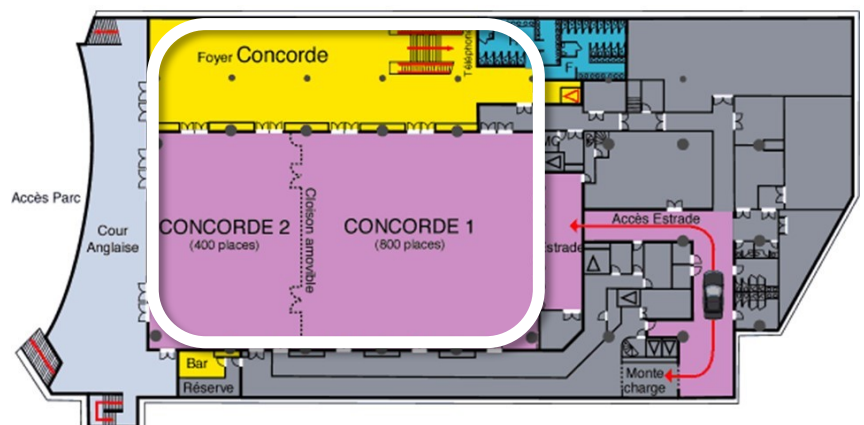 Foyer Concorde
Téléphone
F
Accès Parc
Cour
Anglaise
CONCORDE 2
(400 places)
Cloison amovible
CONCORDE 1
(800 places)
Estrade
Accès Estrade
Bar
Réserve
Monte
charge